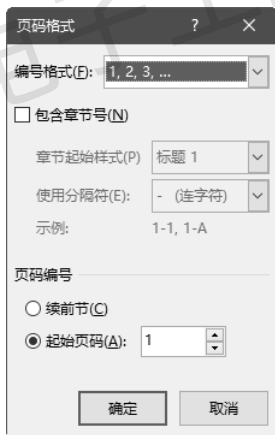 页码格式 ? ×
编号格式(F): 1, 2, 3, ...
包含章节号(N)
章节起始样式(P) 标题 1
使用分隔符(E): - (连字符)
示例: 1-1, 1-A
页码编号
续前节(C)
起始页码(A): 1
确定 取消